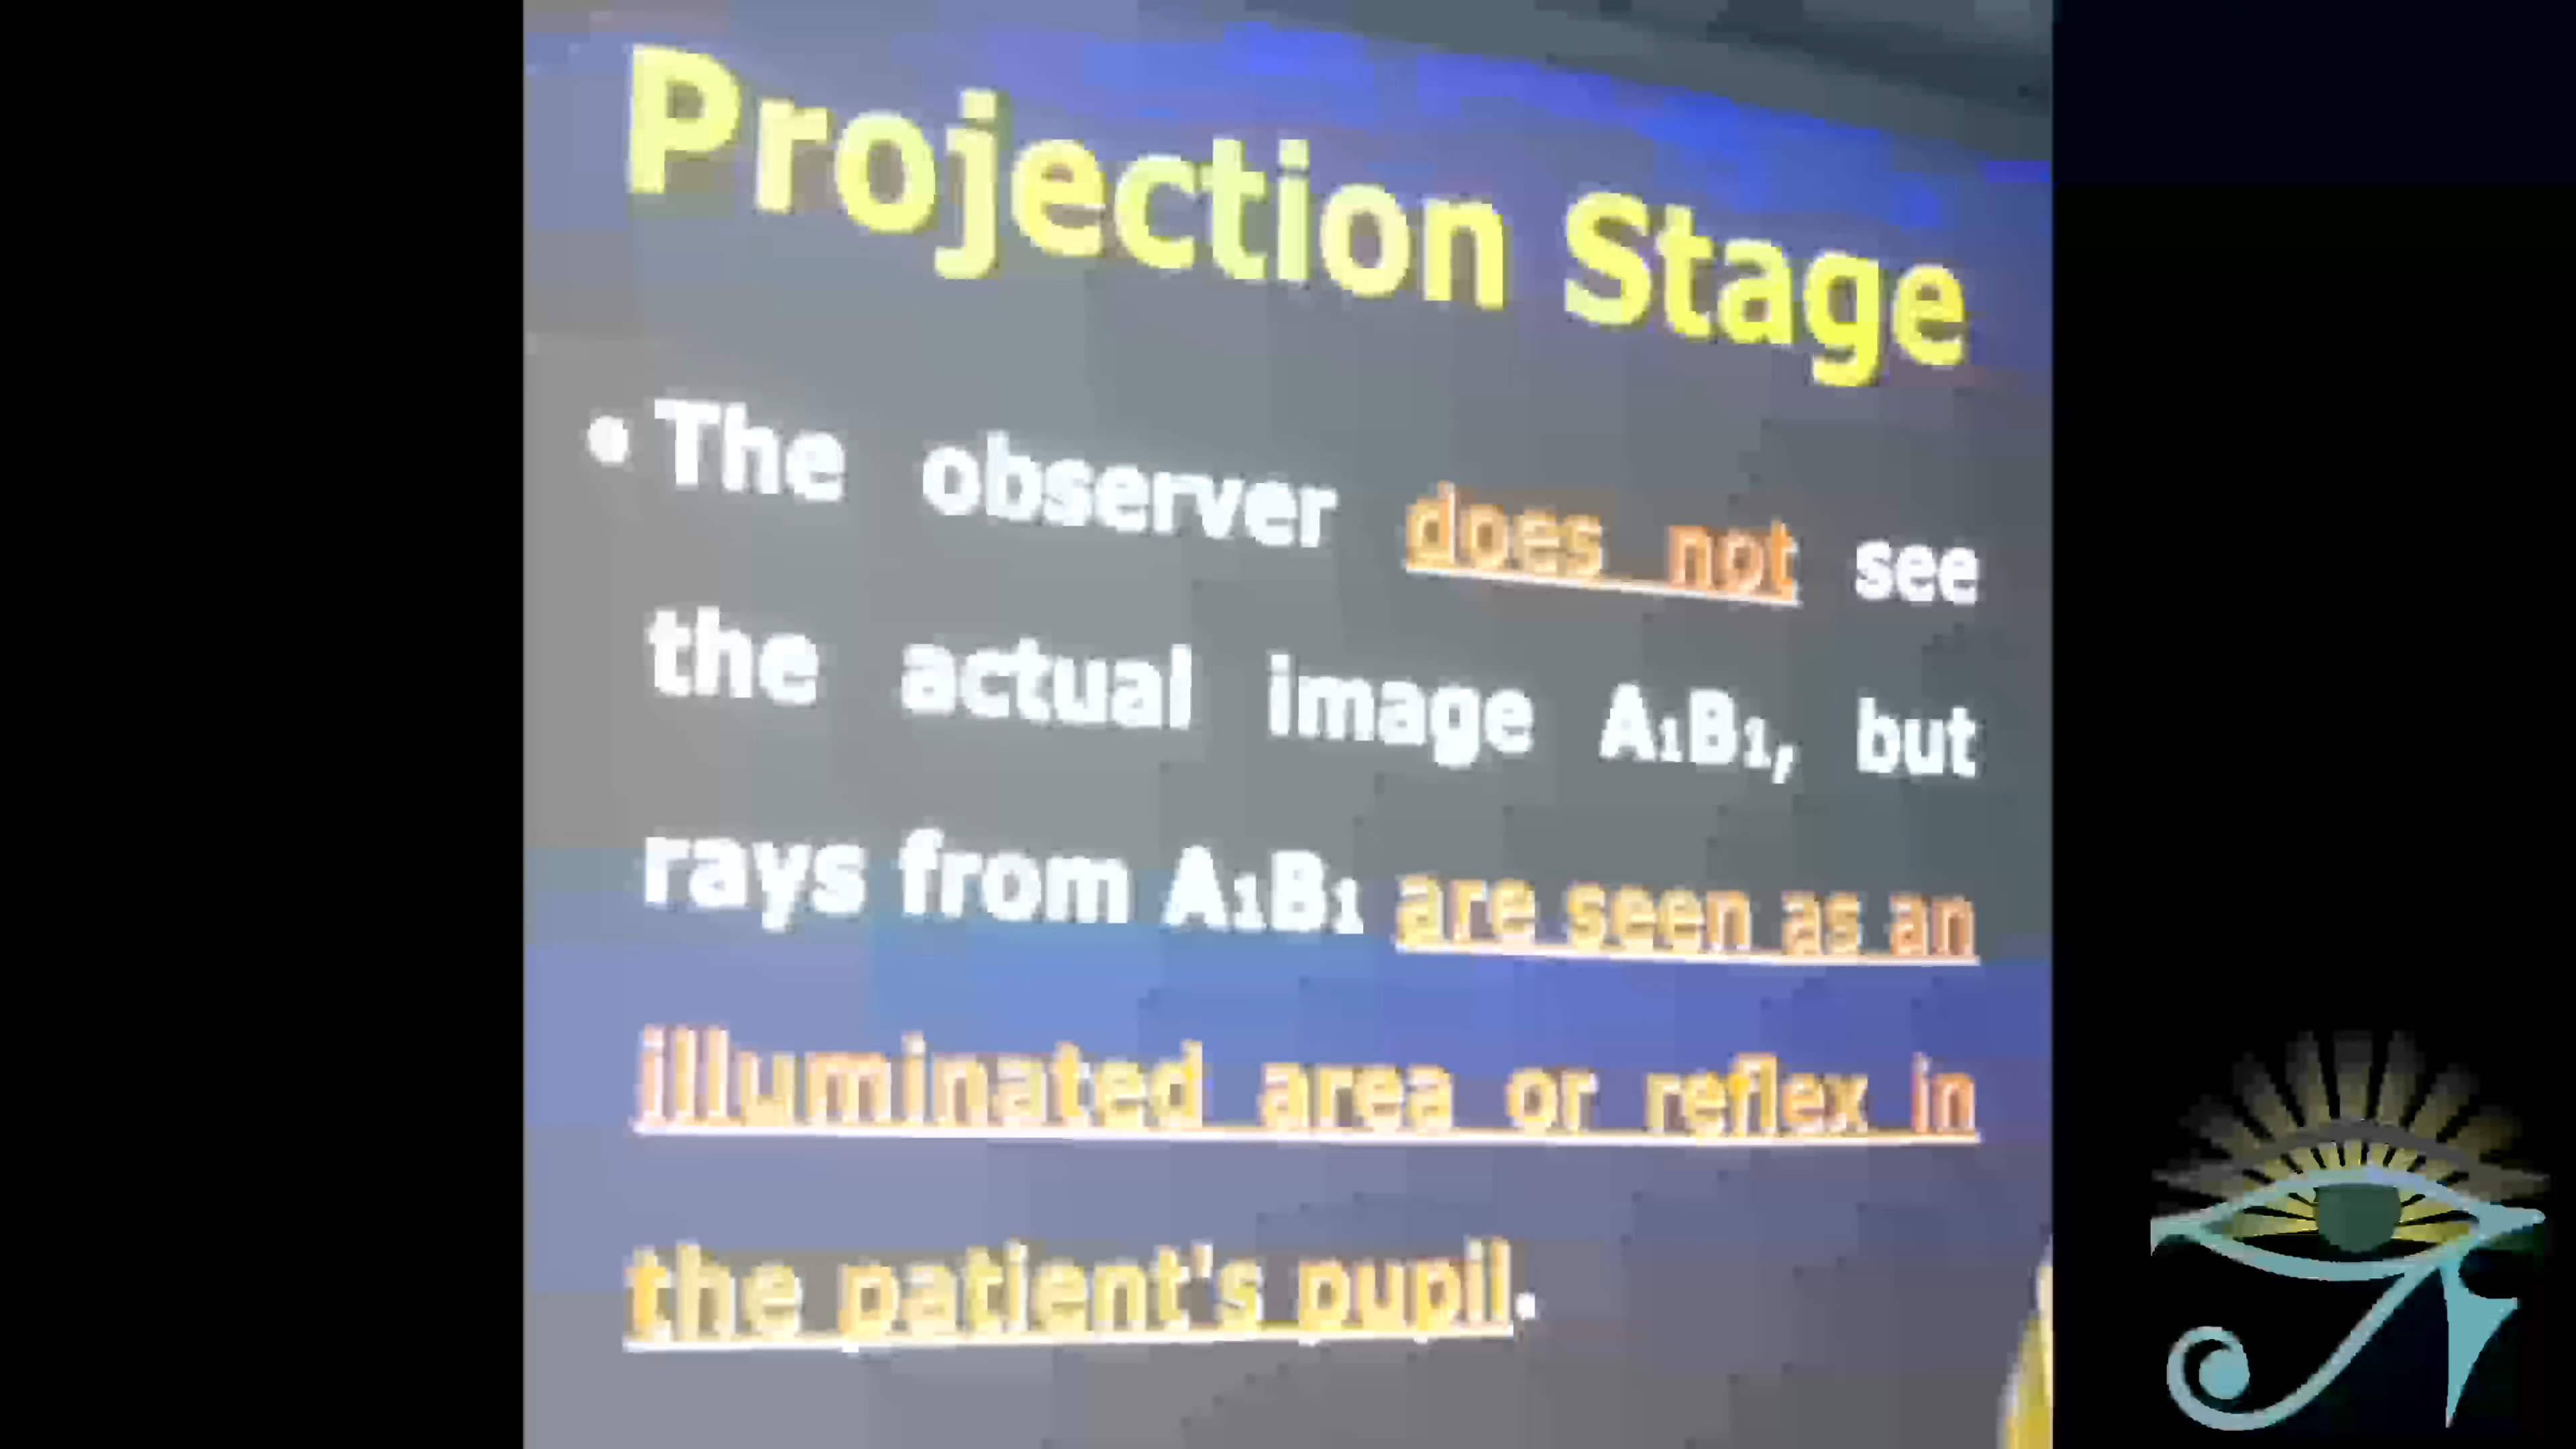 Projection Stage
• The observer does not see
the actual image A₁B₁, but
rays from A₁B₁ are seen as an
illuminated area or reflex in
the patient's pupil.